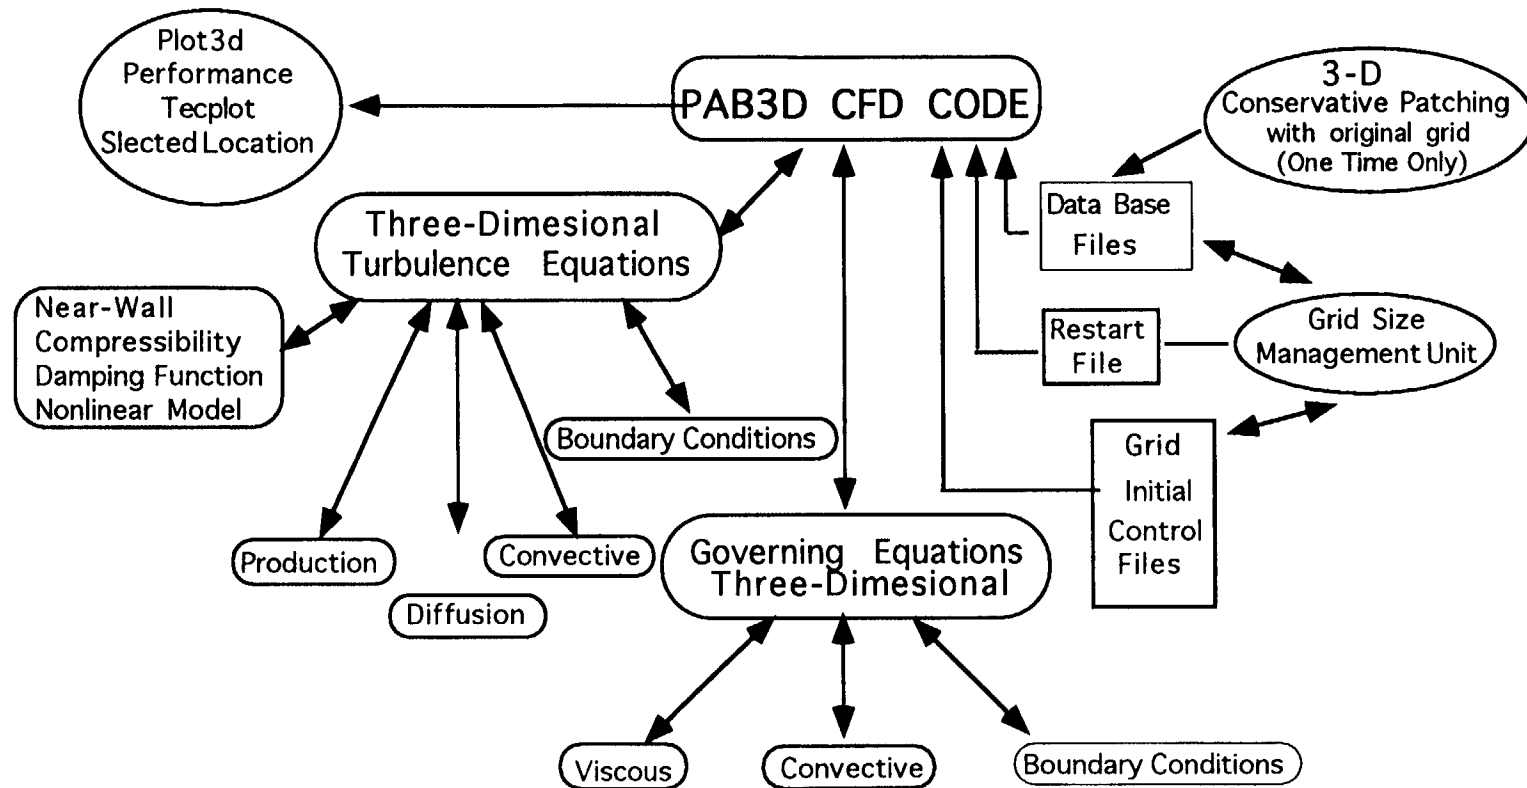 Plot3d
Performance
Tecplot
Slected Location
PAB3D CFD CODE
3-D
Conservative Patching
with original grid
(One Time Only)
Three-Dimesional
Turbulence Equations
Data Base
Files
Near-Wall
Compressibility
Damping Function
Nonlinear Model
Restart
File
Grid Size
Management Unit
Boundary Conditions
Grid
Initial
Control
Files
Production
Convective
Diffusion
Governing Equations
Three-Dimesional
Viscous
Convective
Boundary Conditions